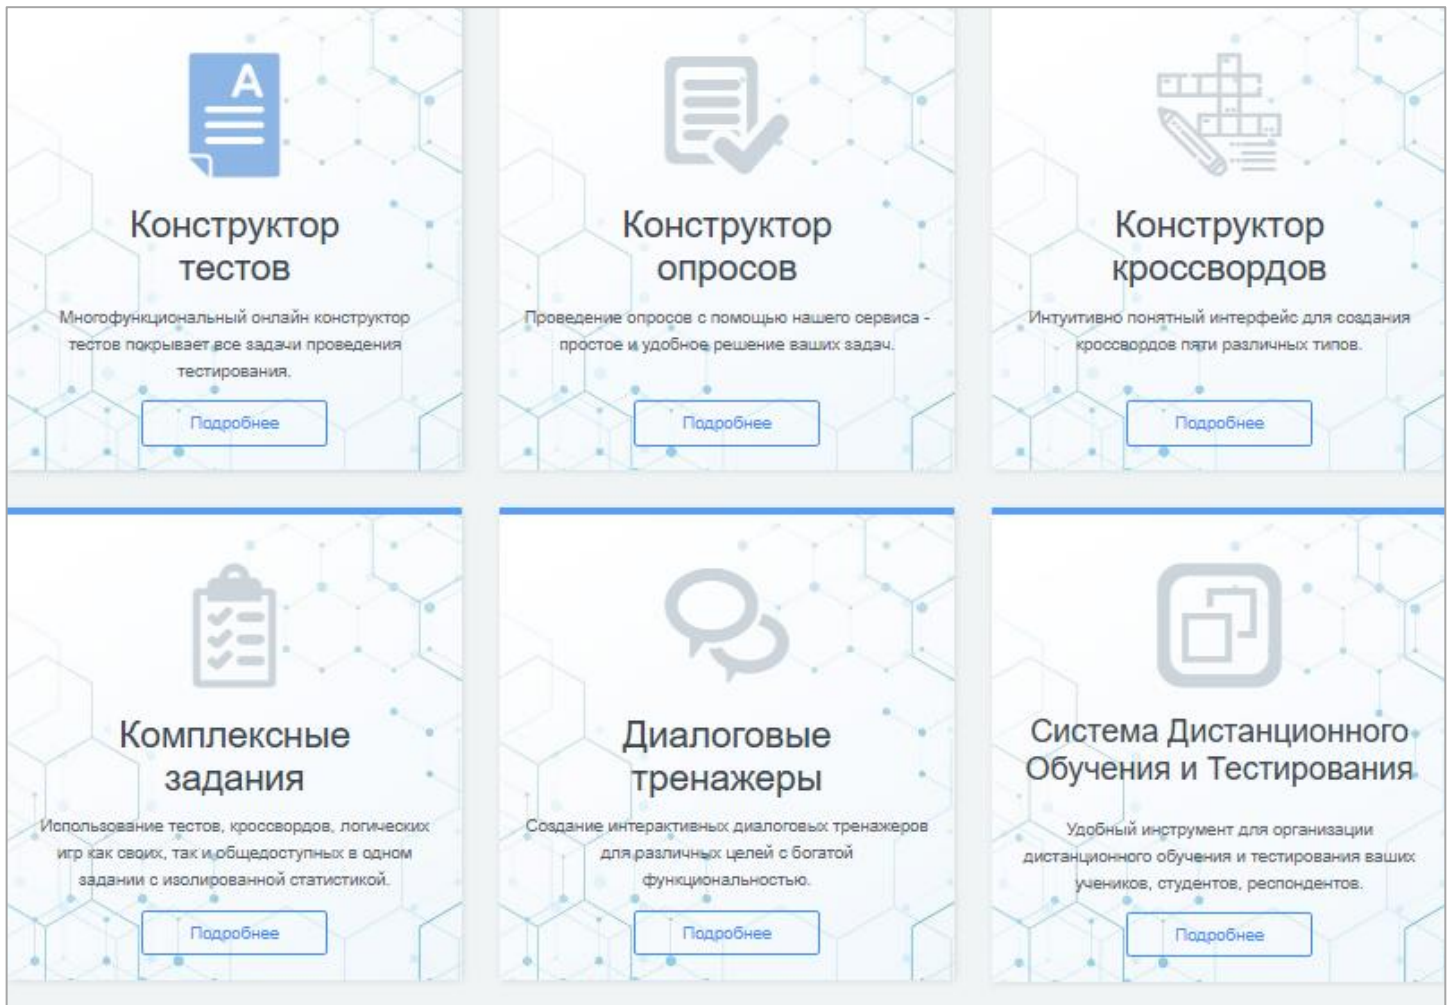 A
Конструктор
тестов
Многофункциональный онлайн конструктор
тестов покрывает все задачи проведения
тестирования.
Подробнее
Конструктор
опросов
Проведение опросов с помощью нашего сервиса -
простое и удобное решение ваших задач.
Подробнее
Конструктор
кроссвордов
Интуитивно понятный интерфейс для создания
кроссвордов пяти различных типов.
Подробнее
Комплексные
задания
Использование тестов, кроссвордов, логических
игр как своих, так и общедоступных в одном
задании с изолированной статистикой.
Подробнее
Диалоговые
тренажеры
Создание интерактивных диалоговых тренажеров
для различных целей с богатой
функциональностью.
Подробнее
Система Дистанционного
Обучения и Тестирования
Удобный инструмент для организации
дистанционного обучения и тестирования ваших
учеников, студентов, респондентов.
Подробнее